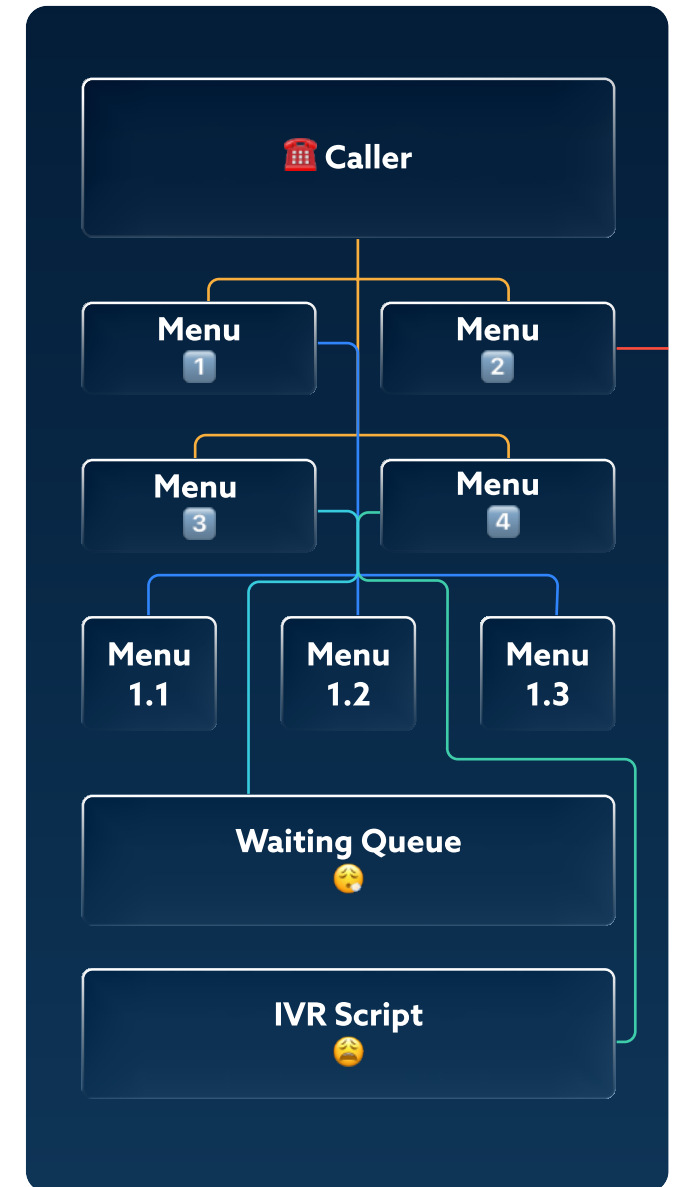 ☎️ Caller
Menu
1
Menu
2
Menu
3
Menu
4
Menu
1.1
Menu
1.2
Menu
1.3
Waiting Queue
😮‍💨
IVR Script
😩